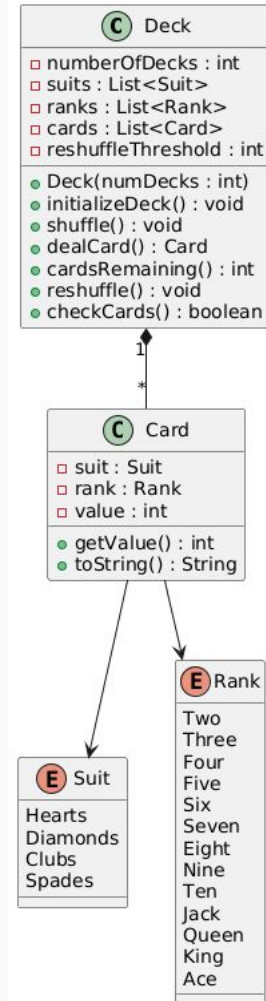 C Deck
numberOfDecks : int
suits : List<Suit>
ranks : List<Rank>
cards : List<Card>
reshuffleThreshold : int
Deck(numDecks : int)
initializeDeck() : void
shuffle() : void
dealCard() : Card
cardsRemaining() : int
reshuffle() : void
checkCards() : boolean
1
*
C Card
suit : Suit
rank : Rank
value : int
getValue() : int
toString() : String
E Suit
Hearts
Diamonds
Clubs
Spades
E Rank
Two
Three
Four
Five
Six
Seven
Eight
Nine
Ten
Jack
Queen
King
Ace